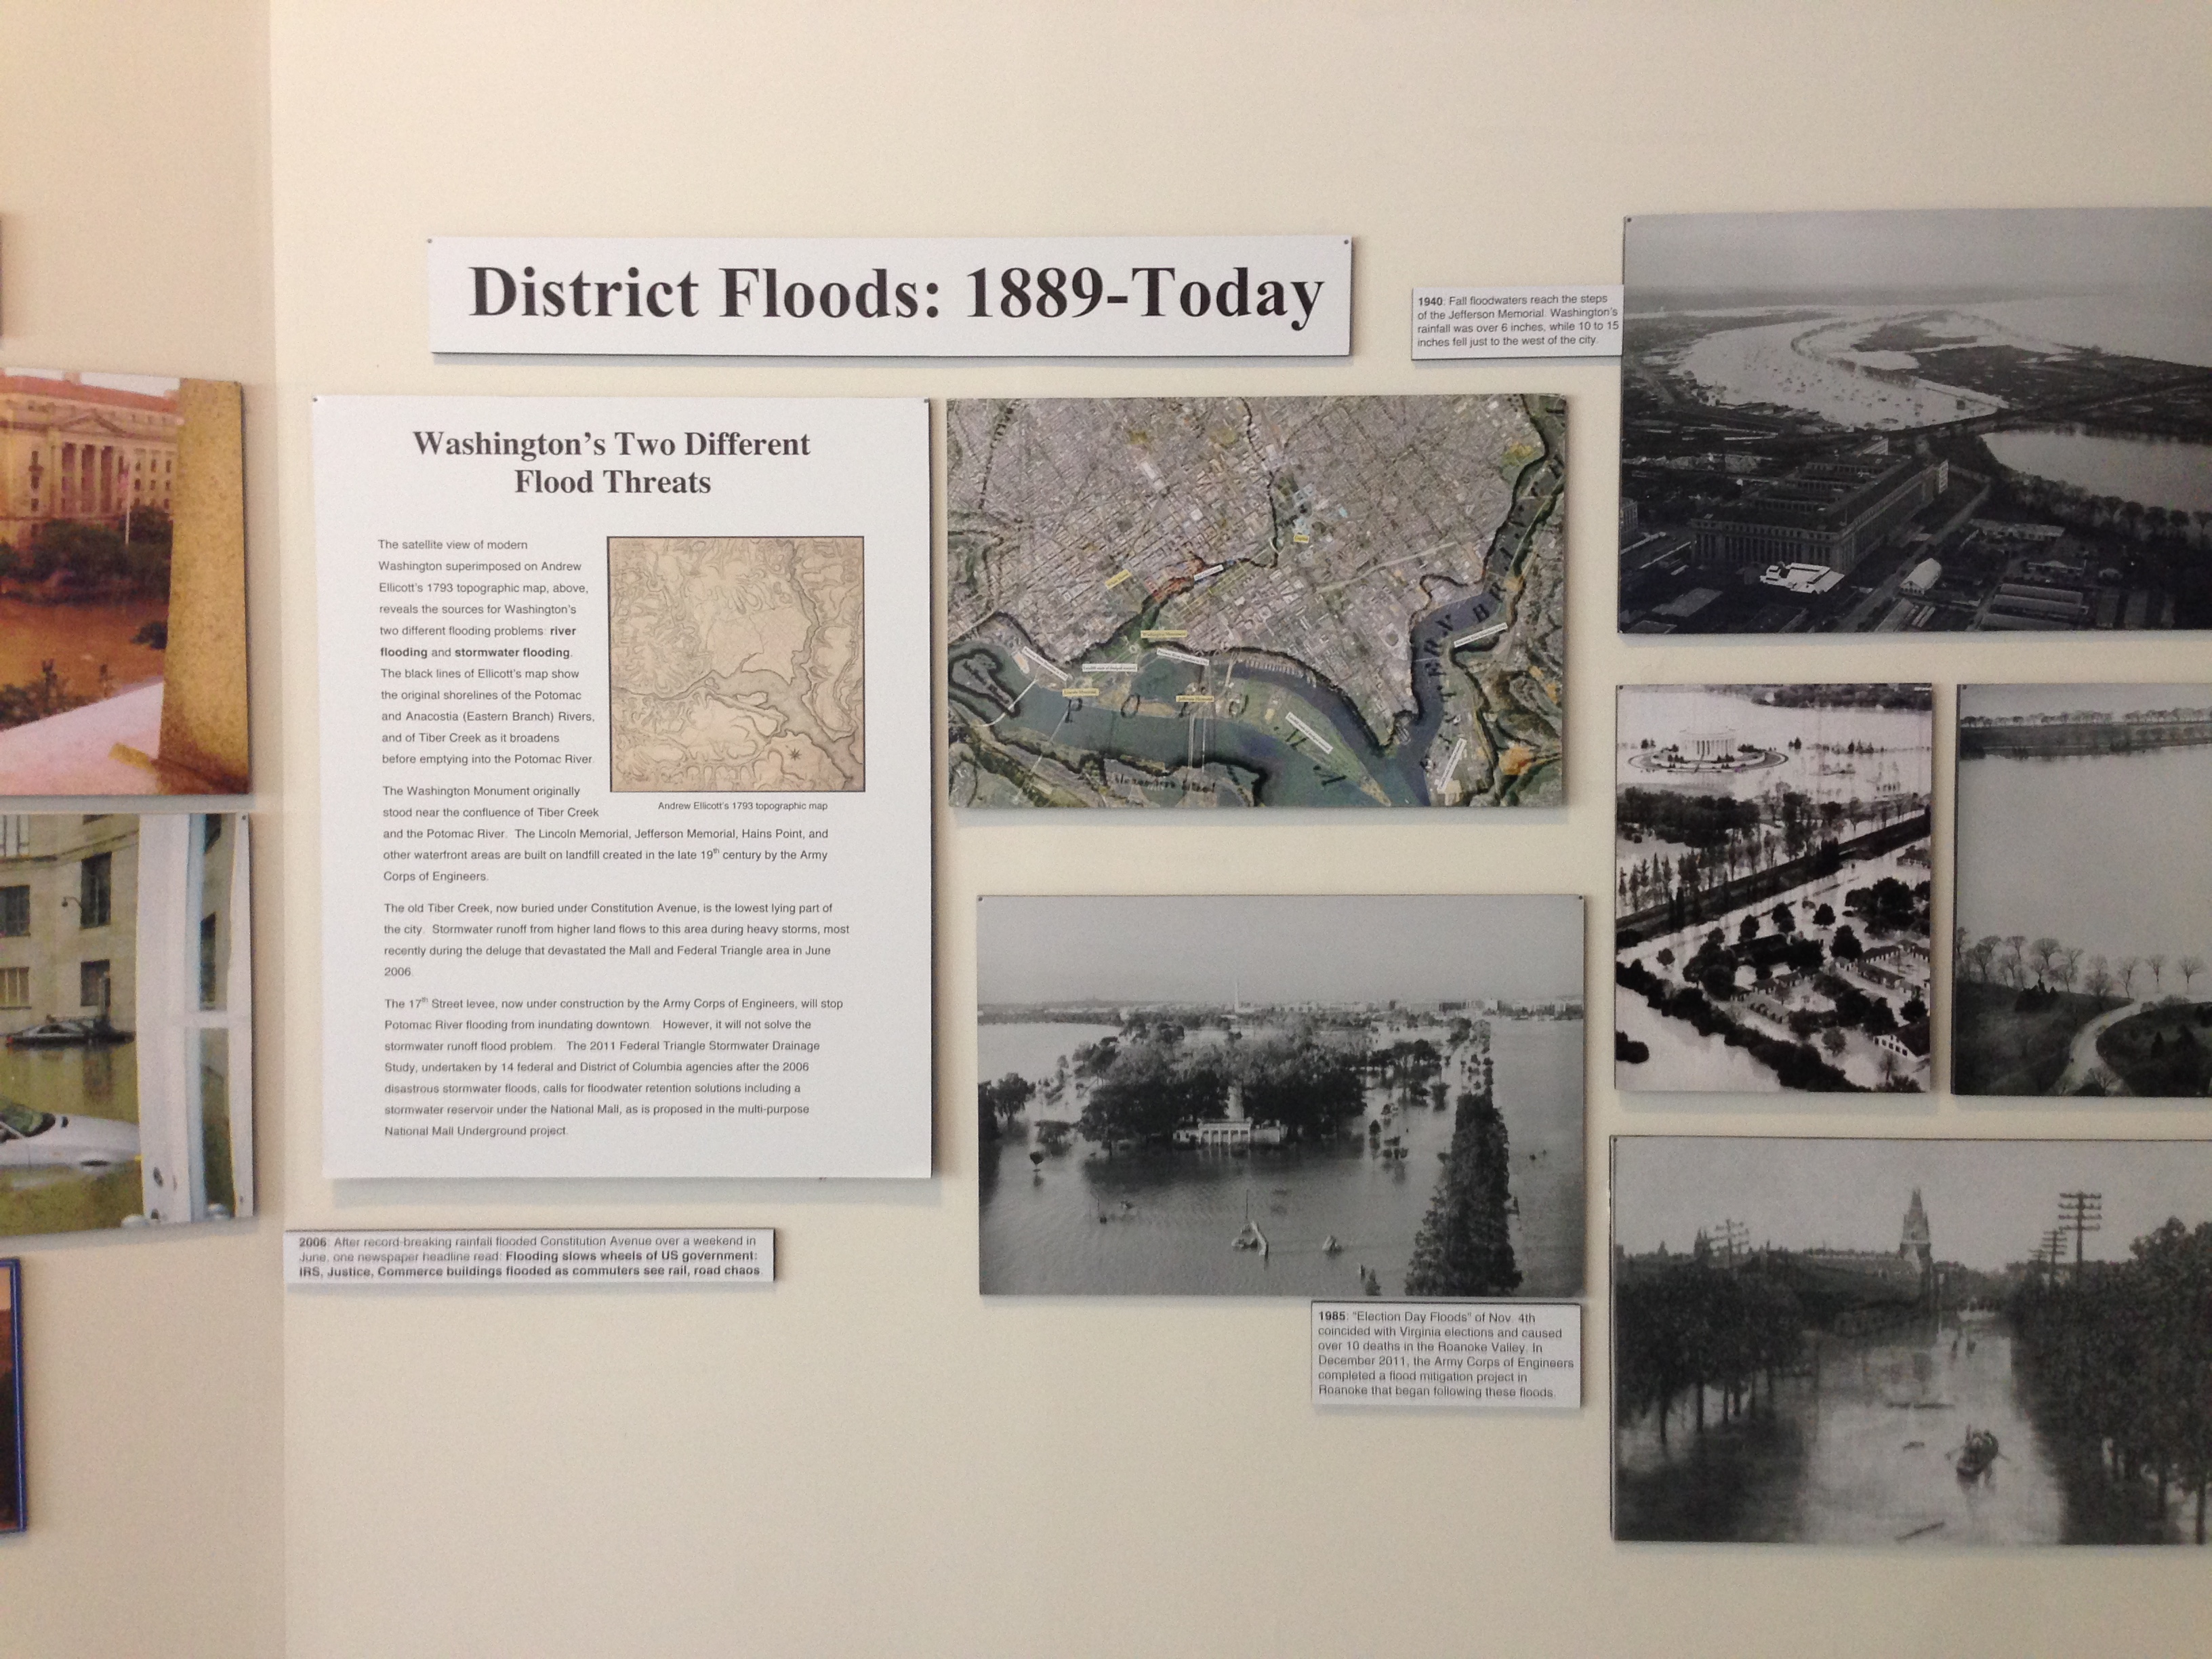 District Floods: 1889-Today
1940: Fall floodwaters reach the steps
of the Jefferson Memorial. Washington's
rainfall was over 6 inches, while 10 to 15
inches fell just to the west of the city.
Washington's Two Different
Flood Threats
The satellite view of modern
Washington superimposed on Andrew
Ellicott's 1793 topographic map, above,
reveals the sources for Washington's
two different flooding problems: river
flooding and stormwater flooding.
The black lines of Ellicott's map show
the original shorelines of the Potomac
and Anacostia (Eastern Branch) Rivers,
and of Tiber Creek as it broadens
before emptying into the Potomac River.
Andrew Ellicott's 1793 topographic map
The Washington Monument originally
stood near the confluence of Tiber Creek
and the Potomac River. The Lincoln Memorial, Jefferson Memorial, Hains Point, and
other waterfront areas are built on landfill created in the late 19th century by the Army
Corps of Engineers.
The old Tiber Creek, now buried under Constitution Avenue, is the lowest lying part of
the city. Stormwater runoff from higher land flows to this area during heavy storms, most
recently during the deluge that devastated the Mall and Federal Triangle area in June
2006.
The 17th Street levee, now under construction by the Army Corps of Engineers, will stop
Potomac River flooding from inundating downtown. However, it will not solve the
stormwater runoff flood problem. The 2011 Federal Triangle Stormwater Drainage
Study, undertaken by 14 federal and District of Columbia agencies after the 2006
disastrous stormwater floods, calls for floodwater retention solutions including a
stormwater reservoir under the National Mall, as is proposed in the multi-purpose
National Mall Underground project.
2006: After record-breaking rainfall flooded Constitution Avenue over a weekend in
June, one newspaper headline read: Flooding slows wheels of US government:
IRS, Justice, Commerce buildings flooded as commuters see rail, road chaos.
1985: "Election Day Floods" of Nov. 4th
coincided with Virginia elections and caused
over 10 deaths in the Roanoke Valley. In
December 2011, the Army Corps of Engineers
completed a flood mitigation project in
Roanoke that began following these floods.